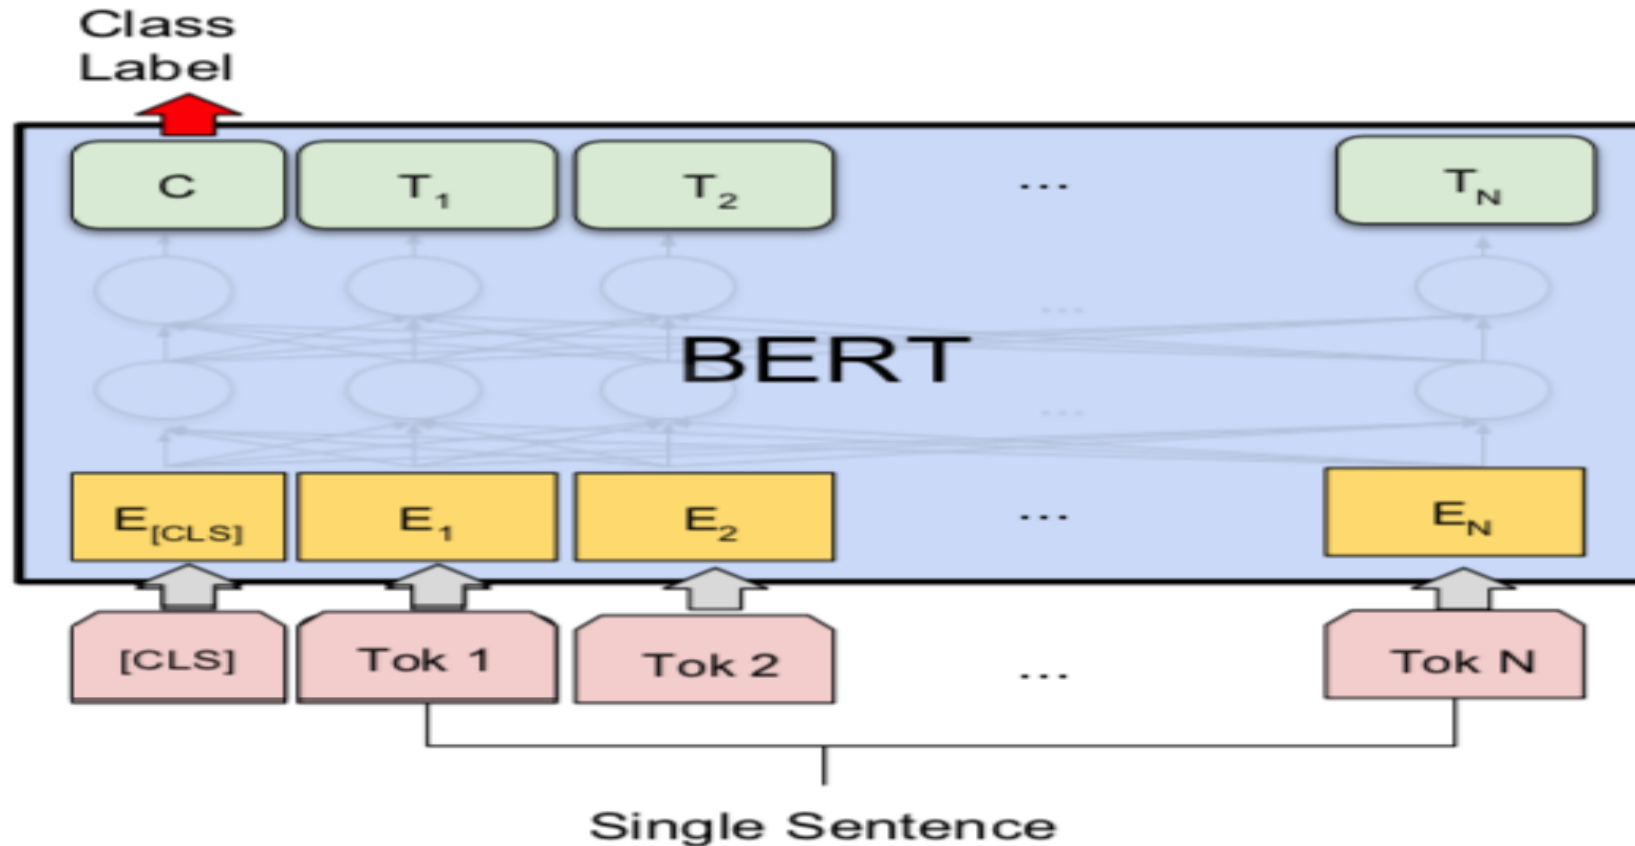 Class
Label
C T1 T2 ... TN
...
BERT
...
E[CLS] E1 E2 ... EN
[CLS] Tok 1 Tok 2 ... Tok N
Single Sentence